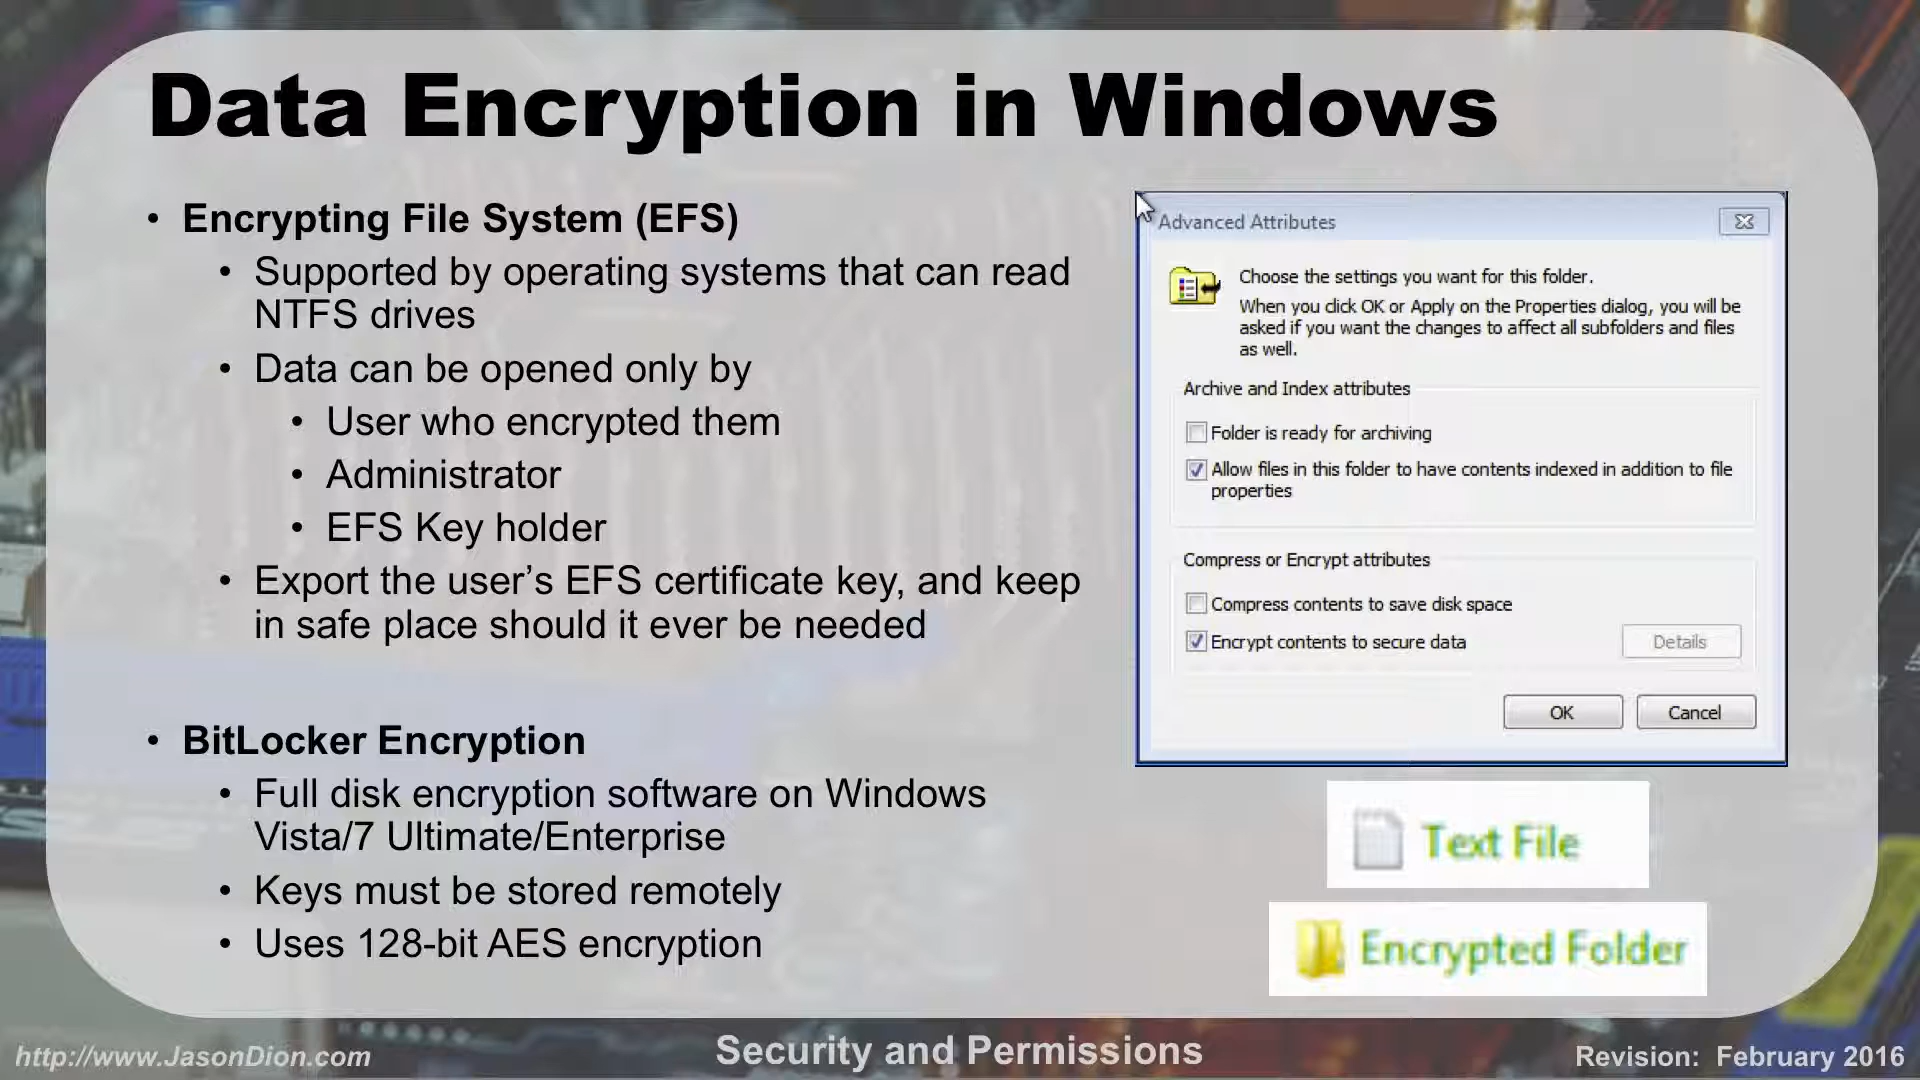 Data Encryption in Windows
• Encrypting File System (EFS)
• Supported by operating systems that can read
NTFS drives
• Data can be opened only by
• User who encrypted them
• Administrator
• EFS Key holder
• Export the user’s EFS certificate key, and keep
in safe place should it ever be needed
• BitLocker Encryption
• Full disk encryption software on Windows
Vista/7 Ultimate/Enterprise
• Keys must be stored remotely
• Uses 128-bit AES encryption
Advanced Attributes
Choose the settings you want for this folder.
When you click OK or Apply on the Properties dialog, you will be
asked if you want the changes to affect all subfolders and files
as well.
Archive and Index attributes
Folder is ready for archiving
Allow files in this folder to have contents indexed in addition to file
properties
Compress or Encrypt attributes
Compress contents to save disk space
Encrypt contents to secure data
Details
OK
Cancel
Text File
Encrypted Folder
http://www.JasonDion.com
Security and Permissions
Revision: February 2016